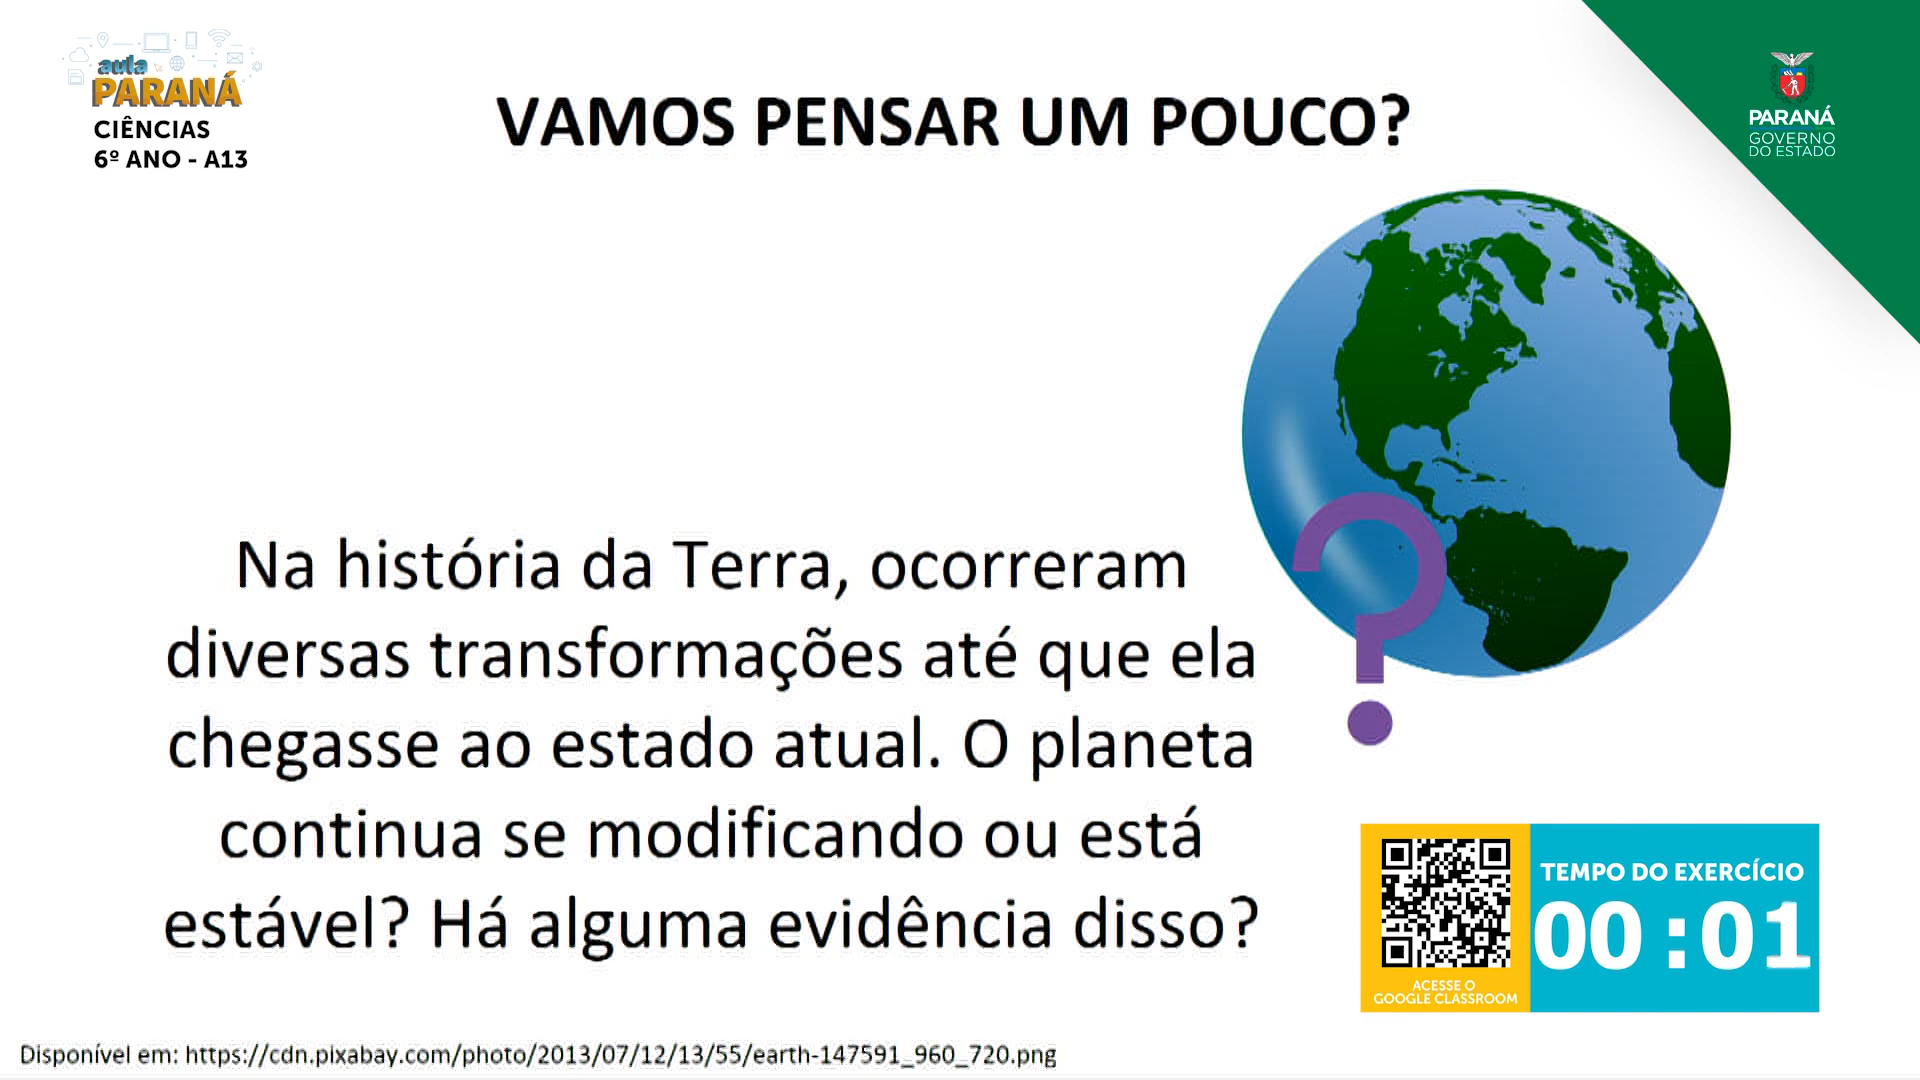 aula
PARANÁ
CIÊNCIAS
6º ANO - A13
VAMOS PENSAR UM POUCO?
PARANÁ
GOVERNO
DO ESTADO
Na história da Terra, ocorreram
diversas transformações até que ela
chegasse ao estado atual. O planeta
continua se modificando ou está
estável? Há alguma evidência disso?
?
TEMPO DO EXERCÍCIO
00:01
ACESSE O
GOOGLE CLASSROOM
Disponível em: https://cdn.pixabay.com/photo/2013/07/12/13/55/earth-147591_960_720.png